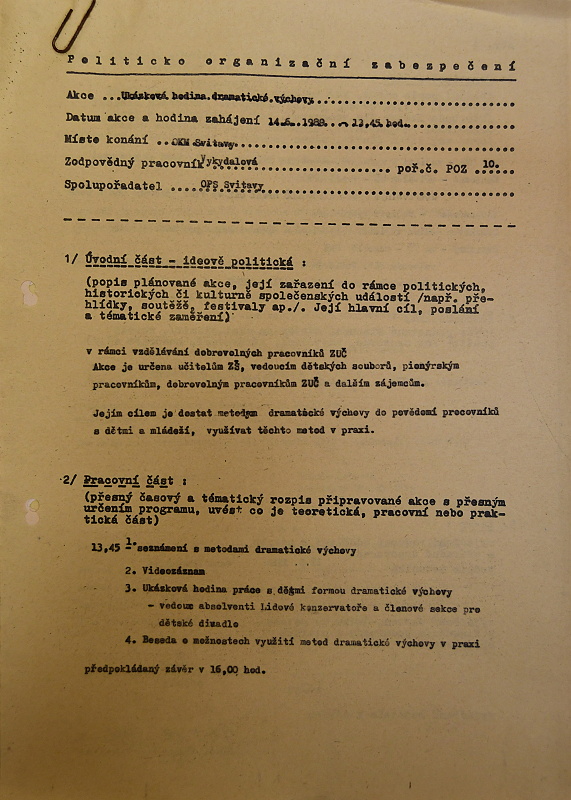 Politicko organizační zabezpečení
Akce ...Ukázková hodina dramatické výchovy...
Datum akce a hodina zahájení 14.6. 1988. - 13,45 hod.
Místo konání ..OKM Svitavy.
Zodpovědný pracovník Vykydalová ... poř.č. POZ 10.
Spolupořadatel ....OPS Svitavy
1/ Úvodní část - ideově politická :
(popis plánované akce, její zařazení do rámce politických,
historických či kulturně společenských událostí /např. pře-
hlídky, soutěžě, festivaly ap./. Její hlavní cíl, poslání
a tématické zaměření)
v rámci vzdělávání dobrovolných pracovníků ZUČ
Akce je určena učitelům ZŠ, vedoucím dětských souborů, pionýrským
pracovníkům, dobrovolným pracovníkům ZUČ a dalším zájemcům.
Jejím cílem je dostat metodym dramatické výchovy do povědomí pracovníků
s dětmi a mládeží, využívat těchto metod v praxi.
2/ Pracovní část :
(přesný časový a tématický rozpis připravované akce s přesným
určením programu, uvést co je teoretická, pracovní nebo prak-
tická část)
13,45 1. seznámení s metodami dramatické výchovy
2. Videozáznam
3. Ukázková hodina práce s dětmi formou dramatické výchovy
- vedoux absolventi Lidové konzervatoře a členové sekce pro
dětské divadlo
4. Beseda o možnostech využití metod dramatické výchovy v praxi
předpokládaný závěr v 16,00 hod.